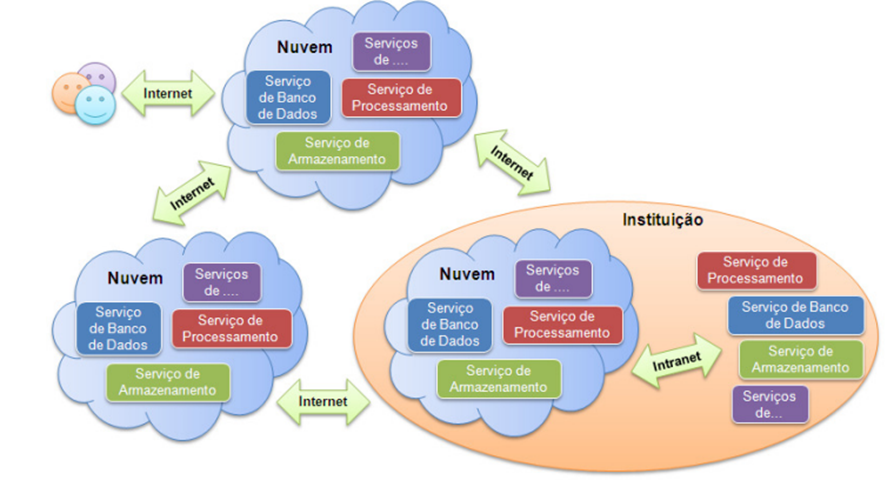 Nuvem
Serviços
de ....
Serviço
de Banco
de Dados
Serviço de
Processamento
Serviço de
Armazenamento
Internet
Internet
Internet
Nuvem
Serviços
de ....
Serviço
de Banco
de Dados
Serviço de
Processamento
Serviço de
Armazenamento
Internet
Instituição
Nuvem
Serviços
de ....
Serviço
de Banco
de Dados
Serviço de
Processamento
Serviço de
Armazenamento
Intranet
Serviço de
Processamento
Serviço de Banco
de Dados
Serviço de
Armazenamento
Serviços
de...